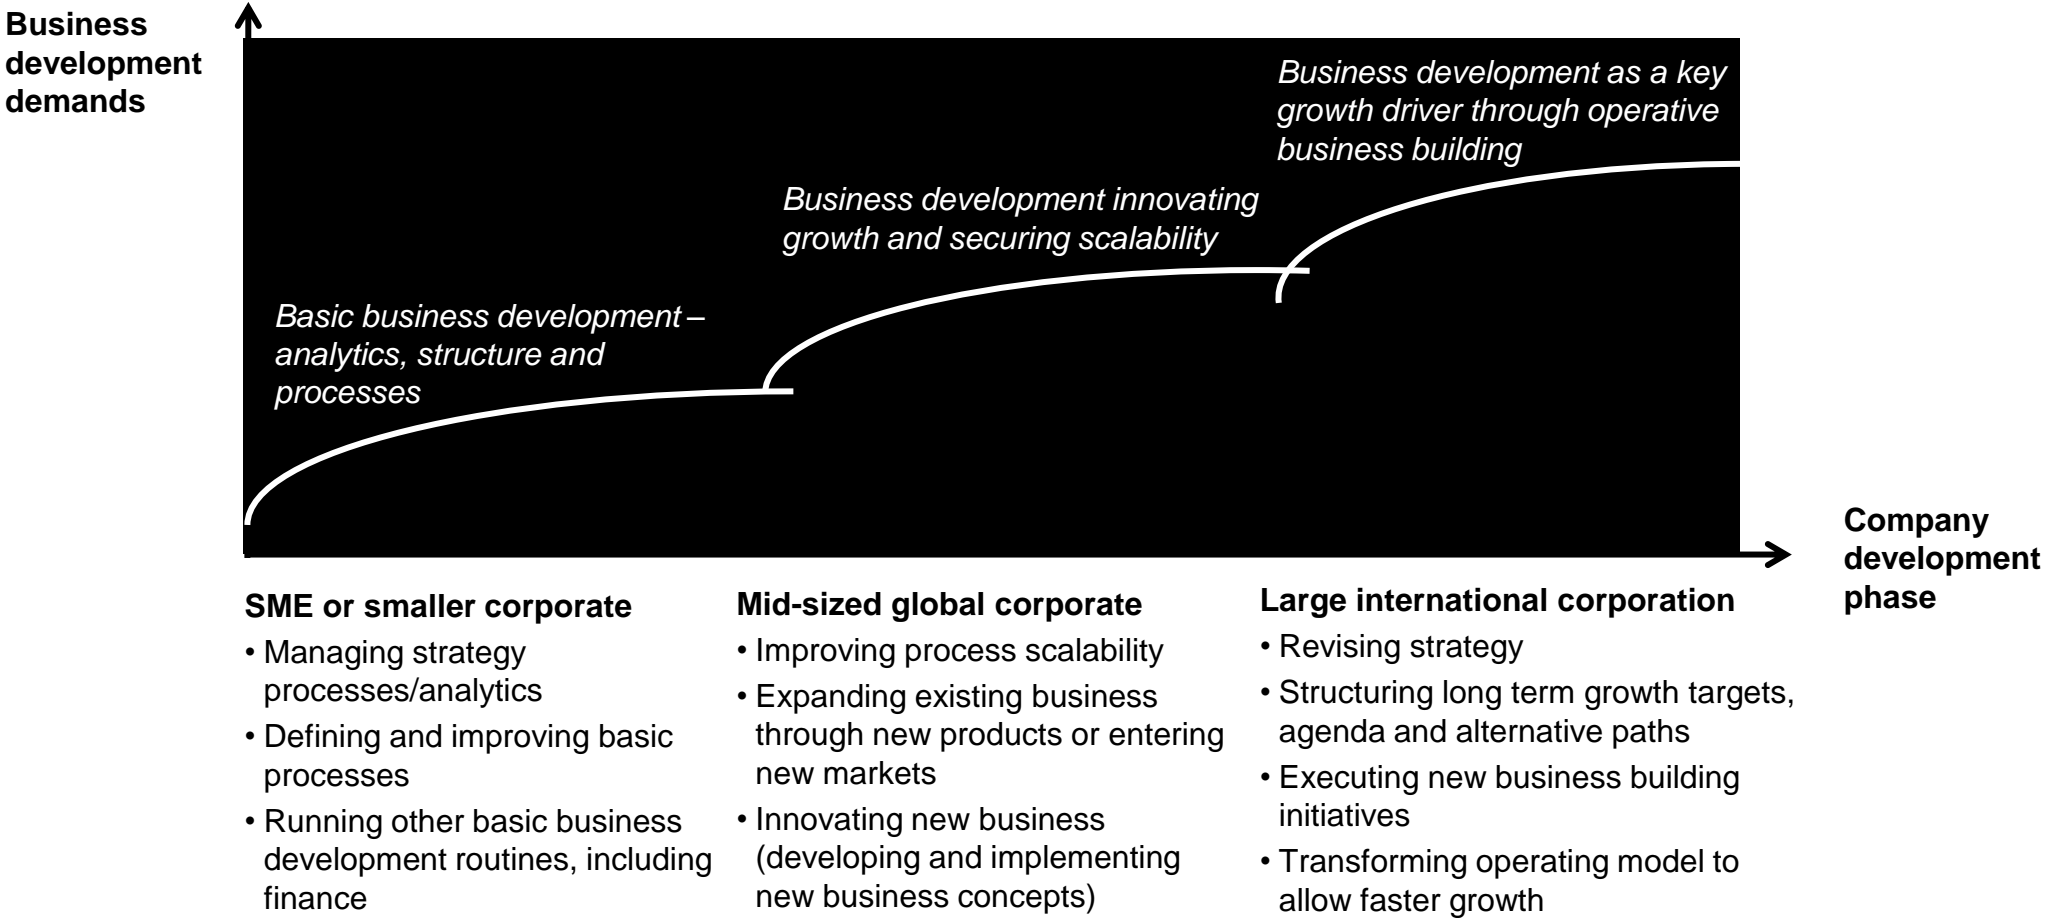 Business
development
demands
Business development as a key
growth driver through operative
business building
Business development innovating
growth and securing scalability
Basic business development –
analytics, structure and
processes
Company
development
phase
SME or smaller corporate
• Managing strategy
processes/analytics
• Defining and improving basic
processes
• Running other basic business
development routines, including
finance
Mid-sized global corporate
• Improving process scalability
• Expanding existing business
through new products or entering
new markets
• Innovating new business
(developing and implementing
new business concepts)
Large international corporation
• Revising strategy
• Structuring long term growth targets,
agenda and alternative paths
• Executing new business building
initiatives
• Transforming operating model to
allow faster growth